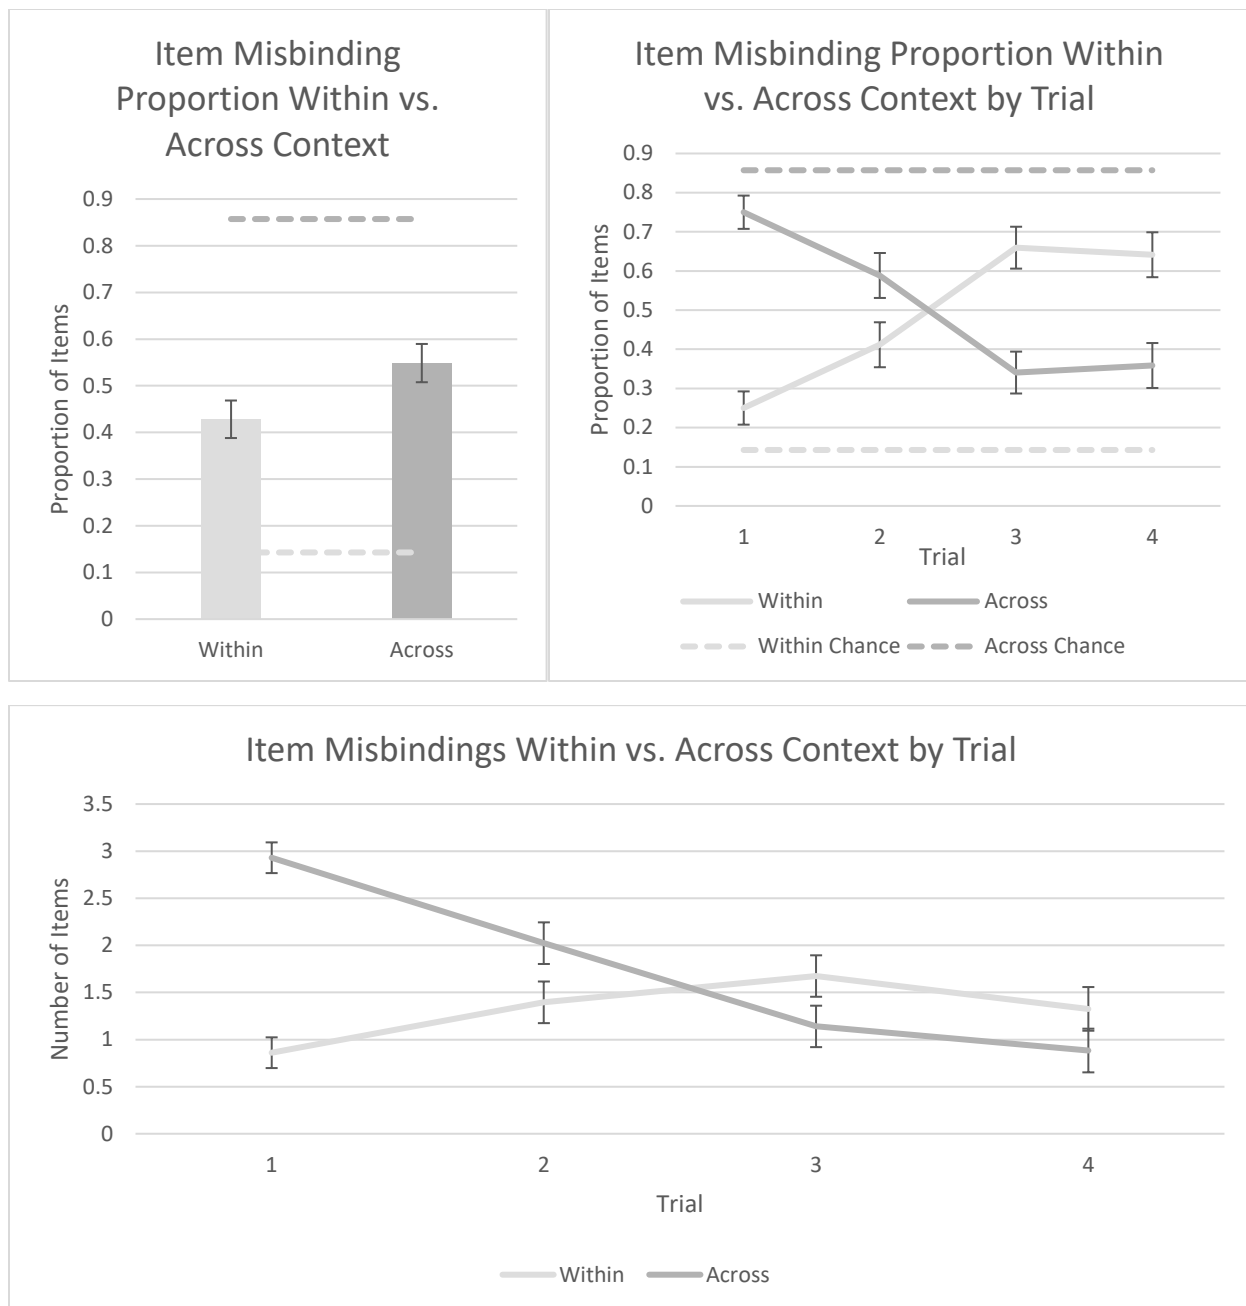 Item Misbinding
Proportion Within vs.
Across Context
Proportion of Items
0.9
0.8
0.7
0.6
0.5
0.4
0.3
0.2
0.1
0
Within Across
Item Misbinding Proportion Within
vs. Across Context by Trial
Proportion of Items
0.9
0.8
0.7
0.6
0.5
0.4
0.3
0.2
0.1
0
1 2 3 4
Trial
Within Across
Within Chance Across Chance
Item Misbindings Within vs. Across Context by Trial
Number of Items
3.5
3
2.5
2
1.5
1
0.5
0
1 2 3 4
Trial
Within Across